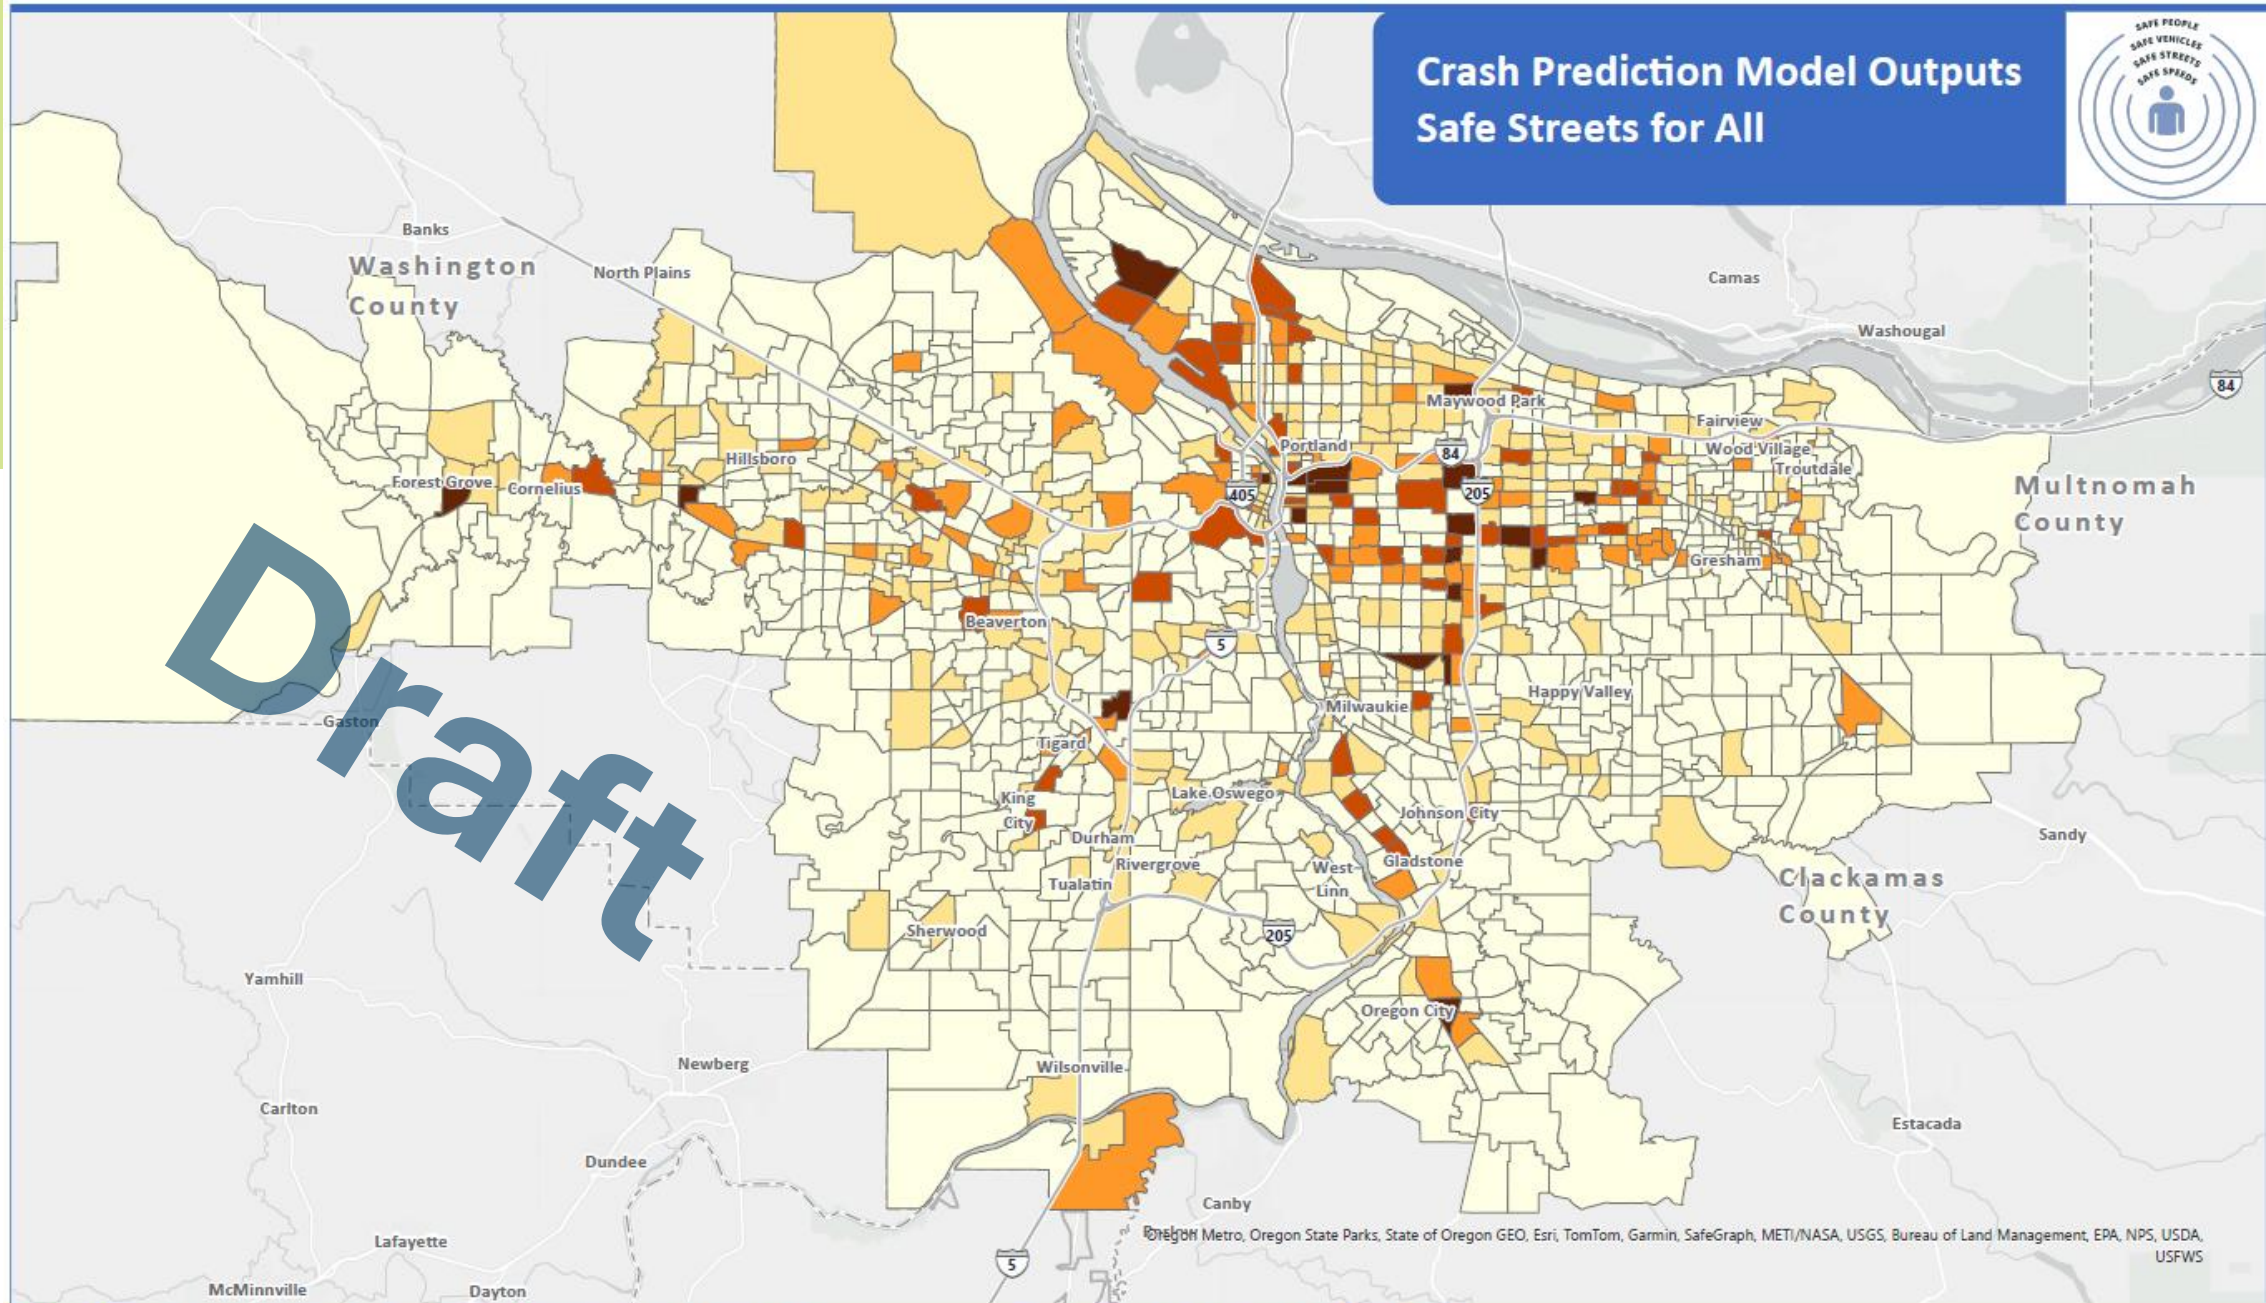 Crash Prediction Model Outputs
Safe Streets for All
SAFE PEOPLE
SAFE VEHICLES
SAFE STREETS
SAFE SPEEDS
Banks
Washington
County
North Plains
Camas
Washougal
84
Maywood Park
Fairview
Portland
84
Wood Village
Troutdale
Hillsboro
Forest Grove
Cornelius
405
205
Multnomah
County
Gresham
Beaverton
5
Happy Valley
Milwaukie
Gaston
Tigard
King
City
Lake Oswego
Johnson City
Sandy
Durham
Rivergrove
West
Linn
Gladstone
Clackamas
County
Tualatin
Sherwood
205
Yamhill
Oregon City
Newberg
Wilsonville
Carlton
Estacada
Dundee
Canby
Barlow
Lafayette
5
McMinnville
Dayton
Draft
Oregon Metro, Oregon State Parks, State of Oregon GEO, Esri, TomTom, Garmin, SafeGraph, METI/NASA, USGS, Bureau of Land Management, EPA, NPS, USDA,
USFWS